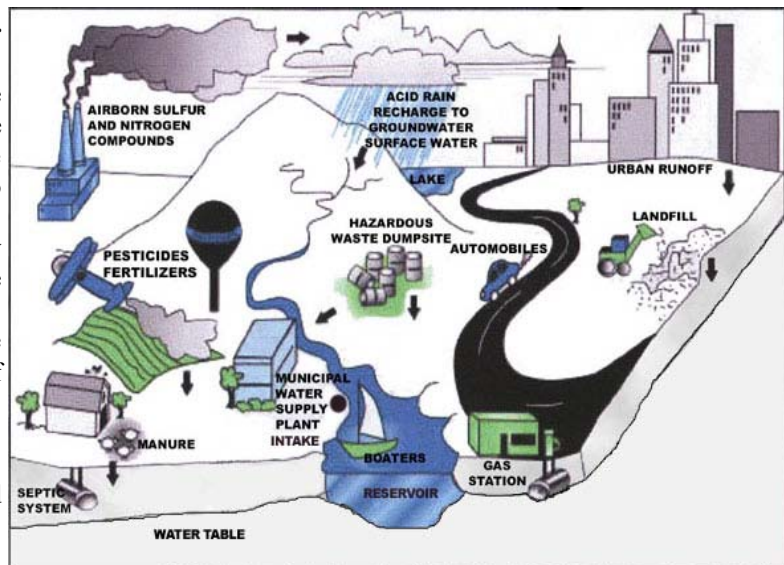 AIRBORN SULFUR
AND NITROGEN
COMPOUNDS
ACID RAIN
RECHARGE TO
GROUNDWATER
SURFACE WATER
LAKE
URBAN RUNOFF
LANDFILL
HAZARDOUS
WASTE DUMPSITE
AUTOMOBILES
PESTICIDES
FERTILIZERS
MUNICIPAL
WATER
SUPPLY
PLANT
INTAKE
MANURE
BOATERS
GAS
STATION
SEPTIC
SYSTEM
RESERVOIR
WATER TABLE